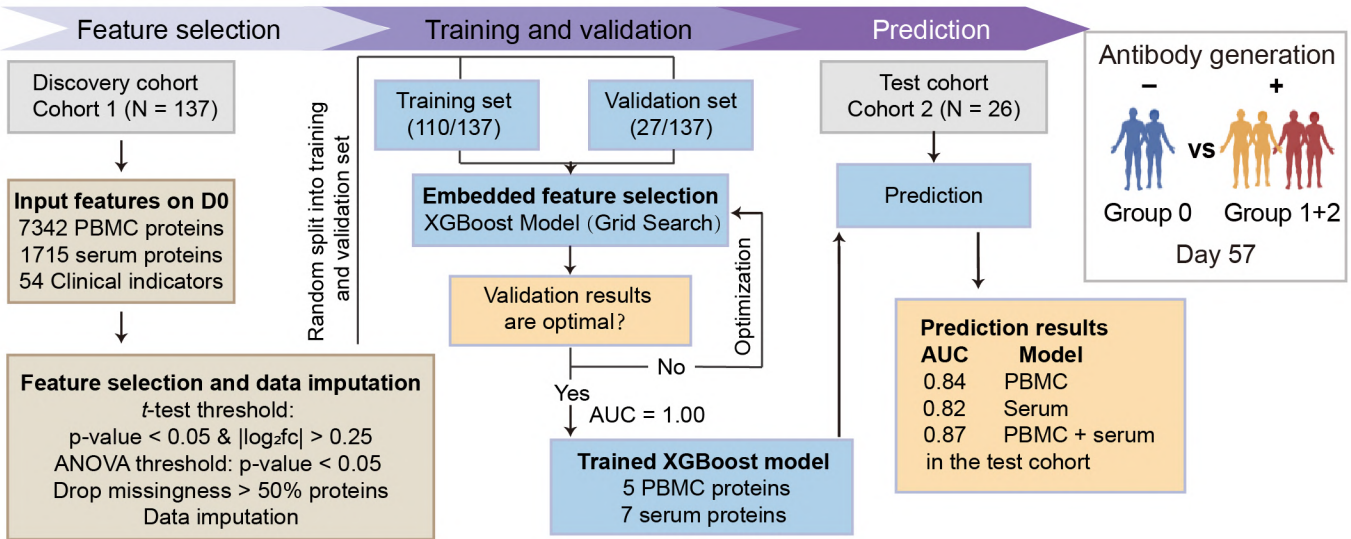 Feature selection
Training and validation
Prediction
Discovery cohort
Cohort 1 (N = 137)
Input features on D0
7342 PBMC proteins
1715 serum proteins
54 Clinical indicators
Feature selection and data imputation
t-test threshold:
p-value < 0.05 & |log₂fc| > 0.25
ANOVA threshold: p-value < 0.05
Drop missingness > 50% proteins
Data imputation
Random split into training
and validation set
Training set
(110/137)
Validation set
(27/137)
Embedded feature selection
XGBoost Model (Grid Search)
Validation results
are optimal?
Optimization
No
Yes
AUC = 1.00
Trained XGBoost model
5 PBMC proteins
7 serum proteins
Test cohort
Cohort 2 (N = 26)
Prediction
Prediction results
AUC Model
0.84 PBMC
0.82 Serum
0.87 PBMC + serum
in the test cohort
Antibody generation
− +
vs
Group 0 Group 1+2
Day 57